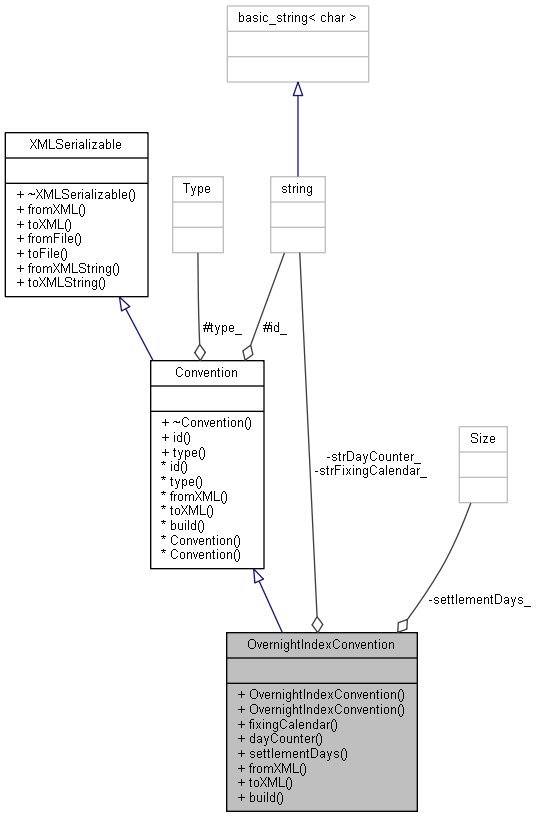 basic_string< char >
XMLSerializable
+ ~XMLSerializable()
+ fromXML()
+ toXML()
+ fromFile()
+ toFile()
+ fromXMLString()
+ toXMLString()
Type
string
#type_
#id_
Convention
+ ~Convention()
+ id()
+ type()
* id()
* type()
* fromXML()
* toXML()
* build()
* Convention()
* Convention()
-strDayCounter_
-strFixingCalendar_
Size
-settlementDays_
OvernightIndexConvention
+ OvernightIndexConvention()
+ OvernightIndexConvention()
+ fixingCalendar()
+ dayCounter()
+ settlementDays()
+ fromXML()
+ toXML()
+ build()